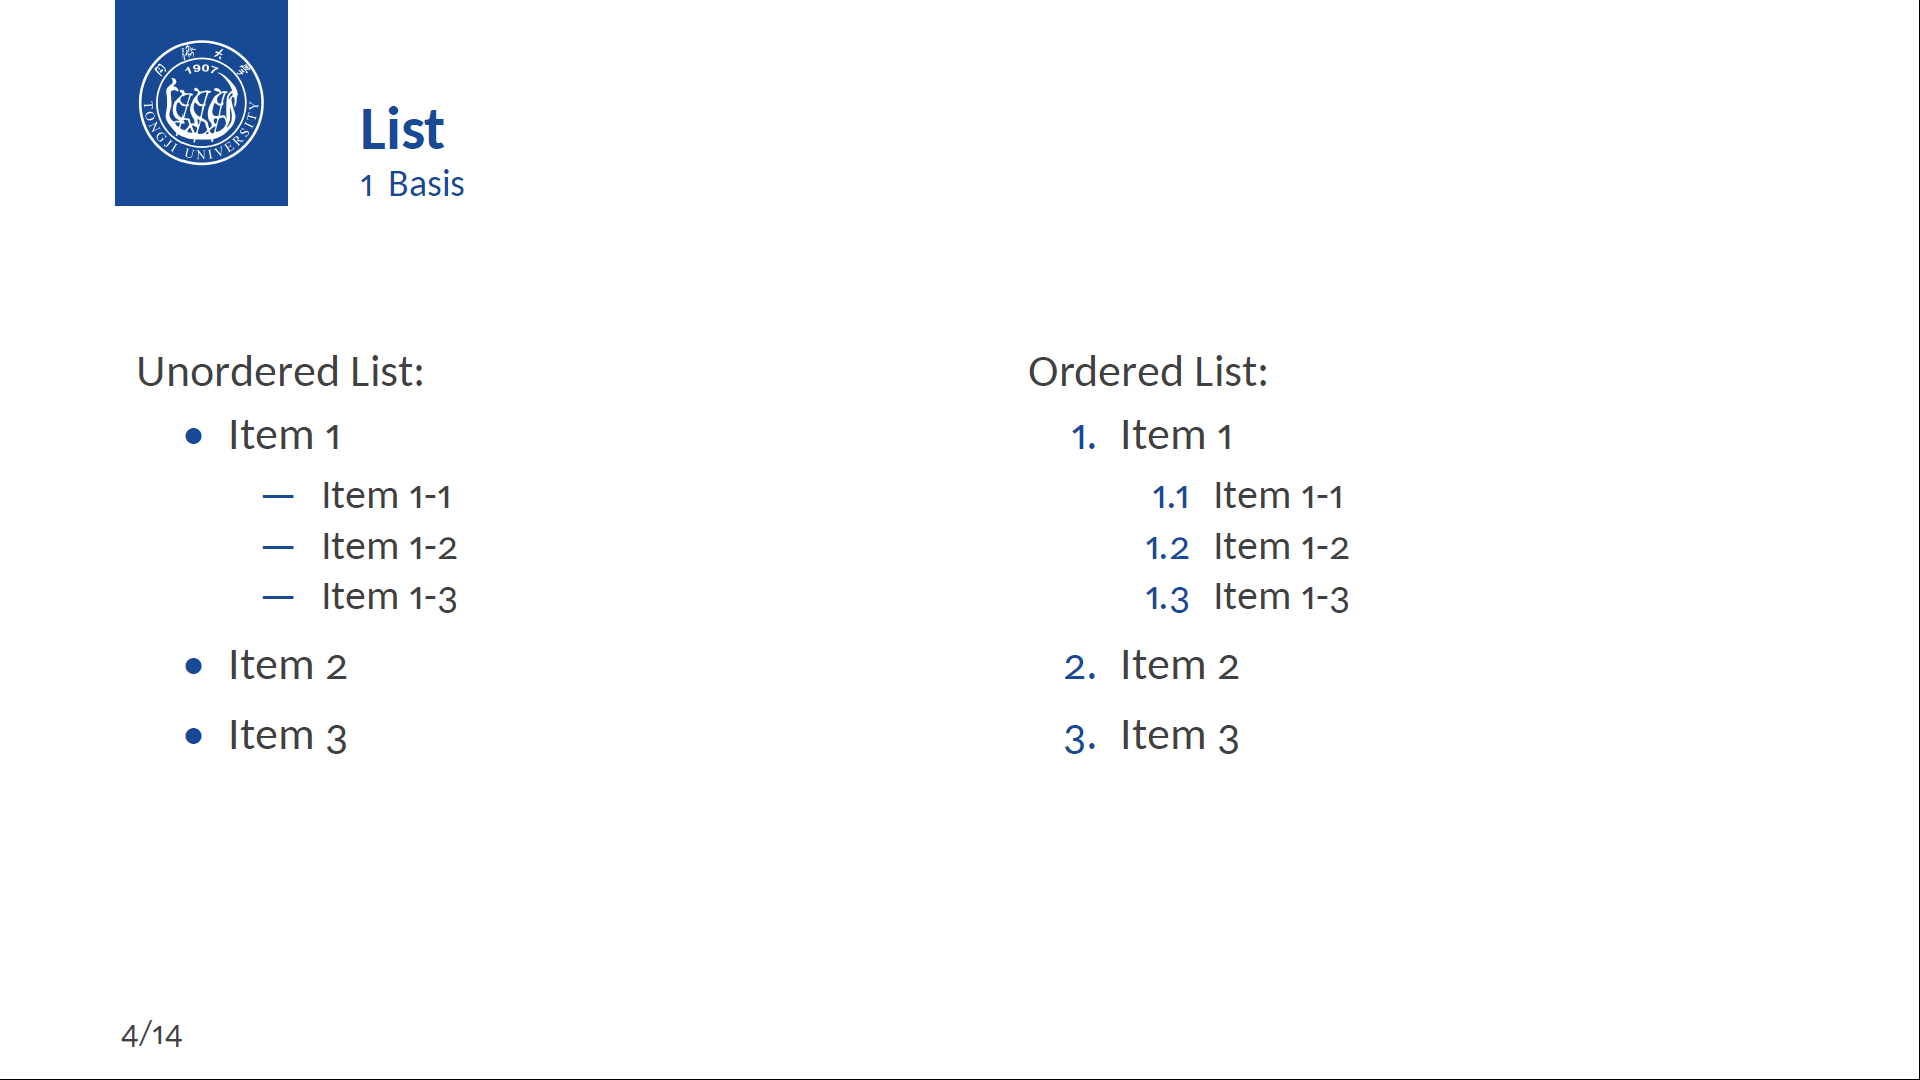 同濟大學
1907
TONGJI UNIVERSITY
List
1 Basis
Unordered List:
• Item 1
— Item 1-1
— Item 1-2
— Item 1-3
• Item 2
• Item 3
Ordered List:
1. Item 1
1.1 Item 1-1
1.2 Item 1-2
1.3 Item 1-3
2. Item 2
3. Item 3
4/14